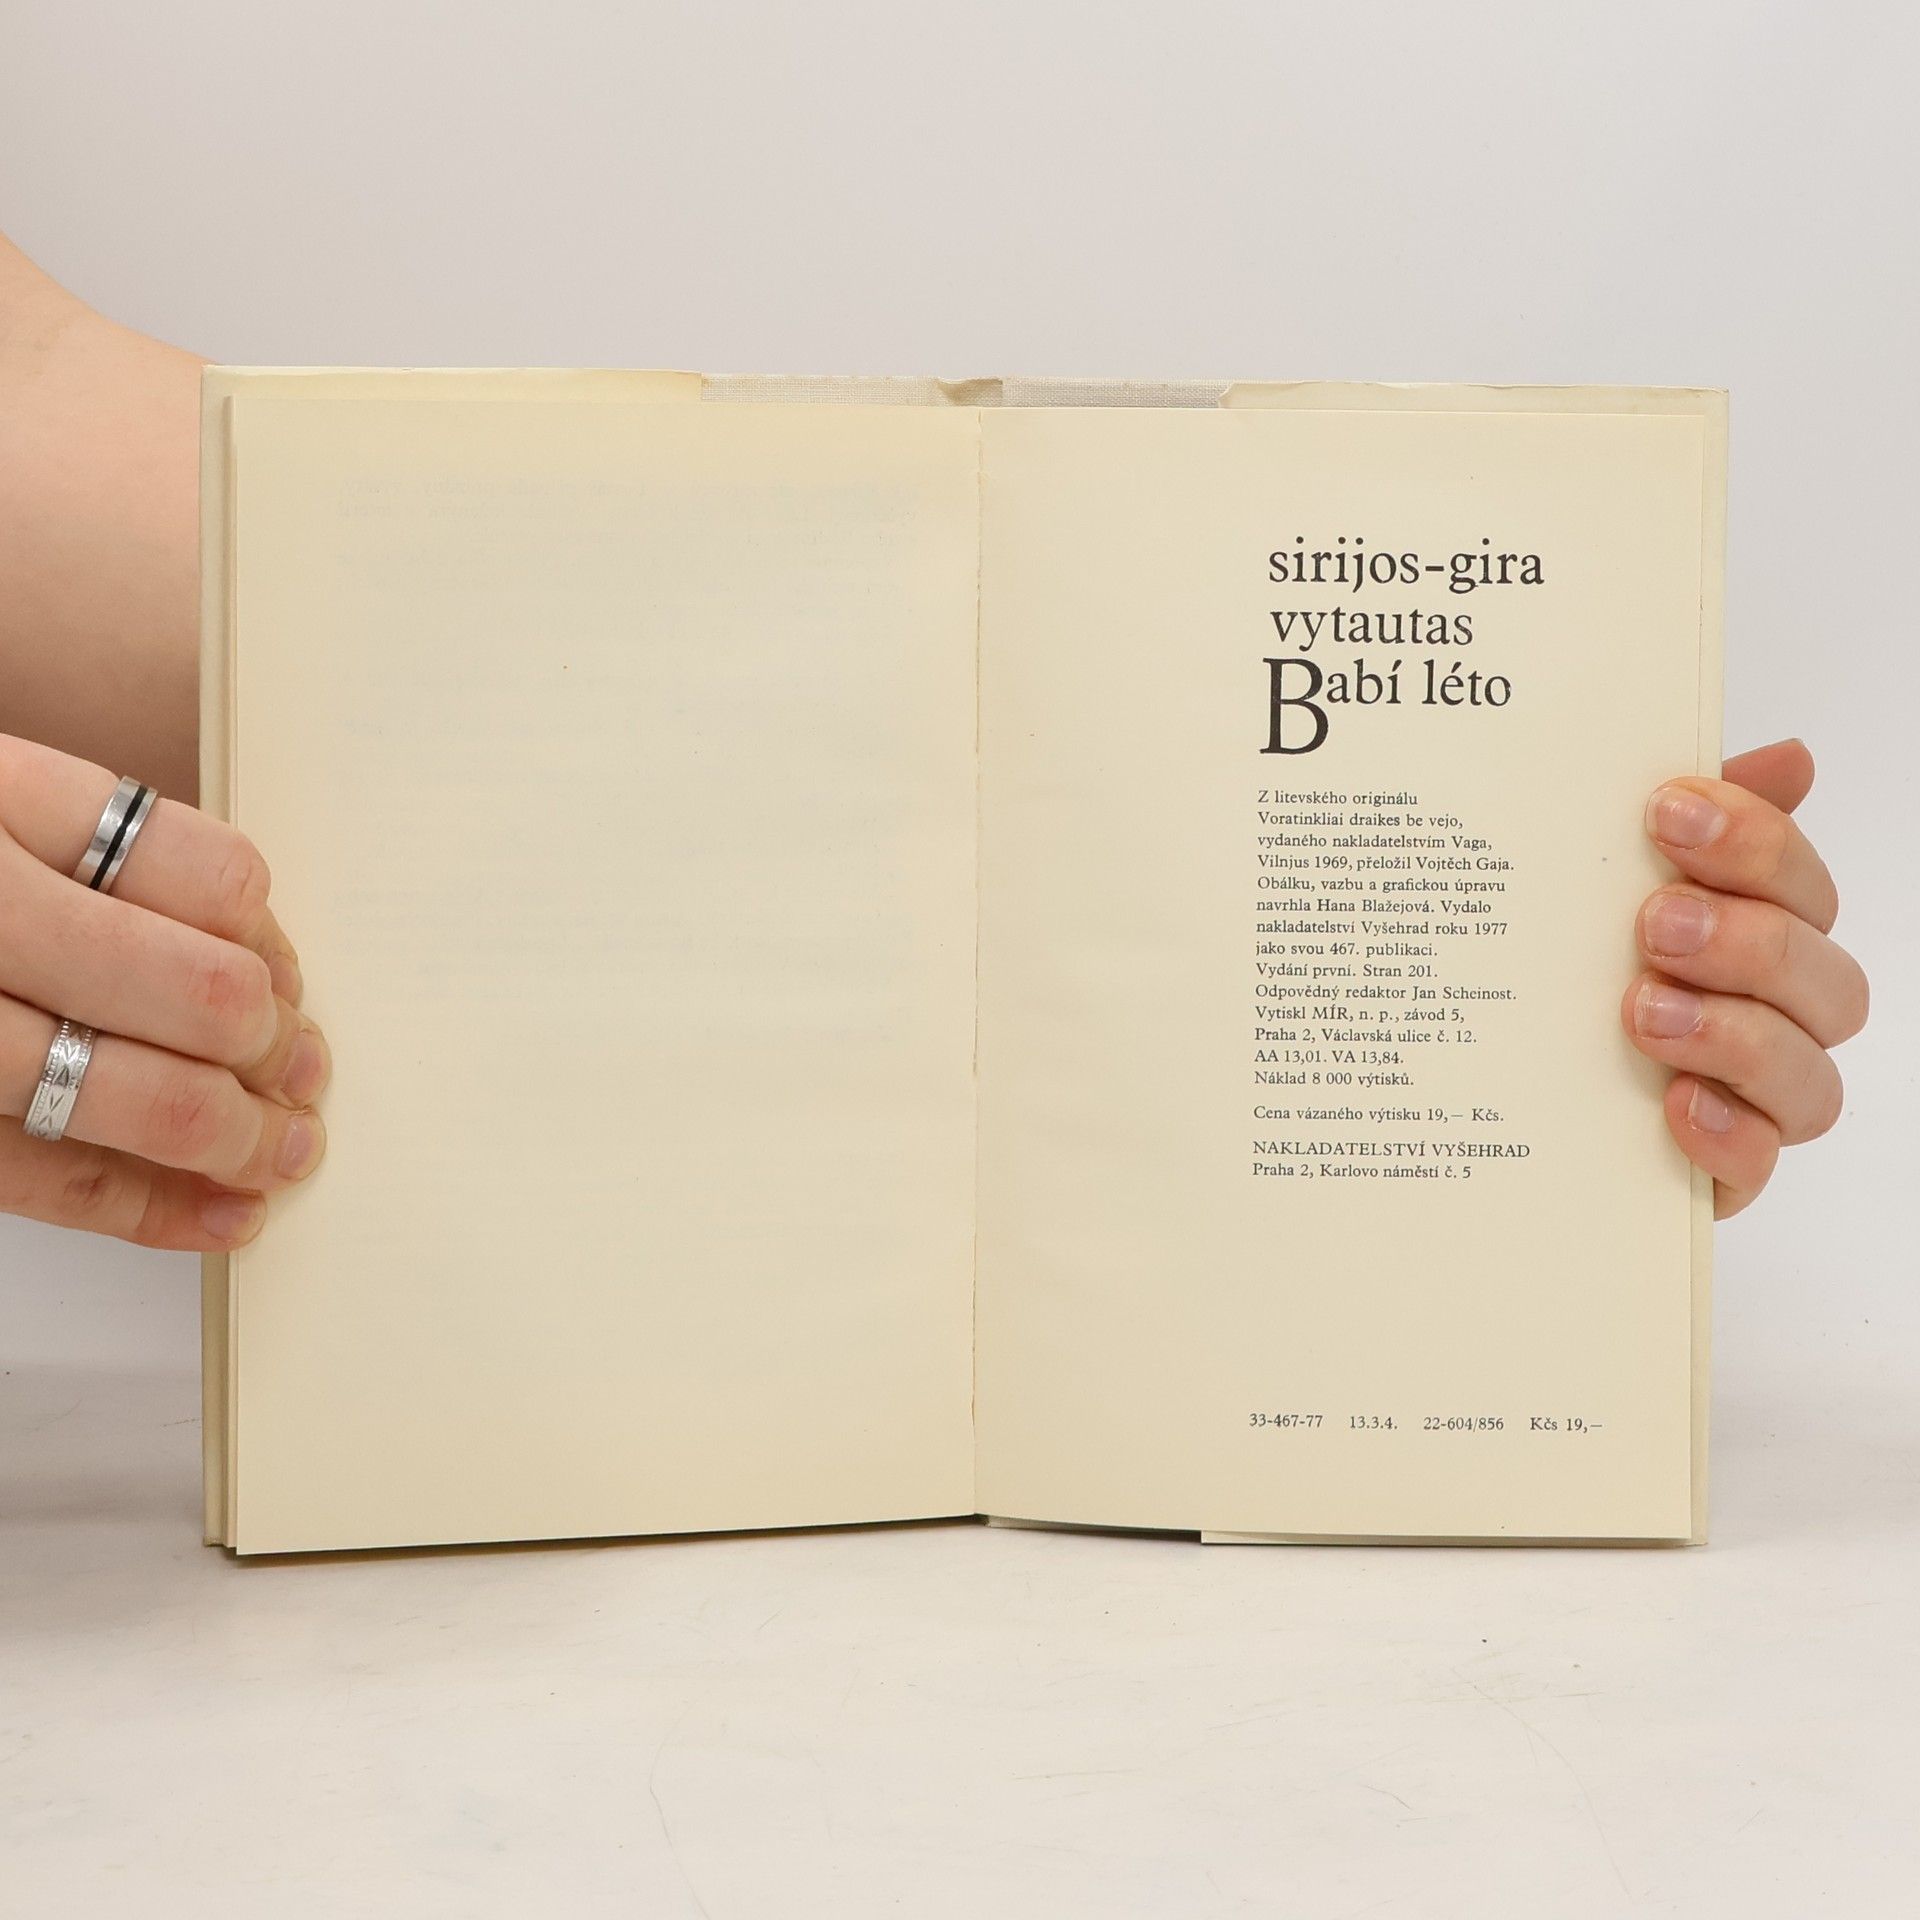 sirijos-gira
vytautas
Babí léto
Z litevského originálu
Voratinkliai draikes be vejo,
vydaného nakladatelstvím Vaga,
Vilnjus 1969, přeložil Vojtěch Gaja.
Obálku, vazbu a grafickou úpravu
navrhla Hana Blažejová. Vydalo
nakladatelství Vyšehrad roku 1977
jako svou 467. publikaci.
Vydání první. Stran 201.
Odpovědný redaktor Jan Scheinost.
Vytiskl MÍR, n. p., závod 5,
Praha 2, Václavská ulice č. 12.
AA 13,01. VA 13,84.
Náklad 8 000 výtisků.
Cena vázaného výtisku 19,— Kčs.
NAKLADATELSTVÍ VYŠEHRAD
Praha 2, Karlovo náměstí č. 5
33-467-77 13.3.4. 22-604/856 Kčs 19,—